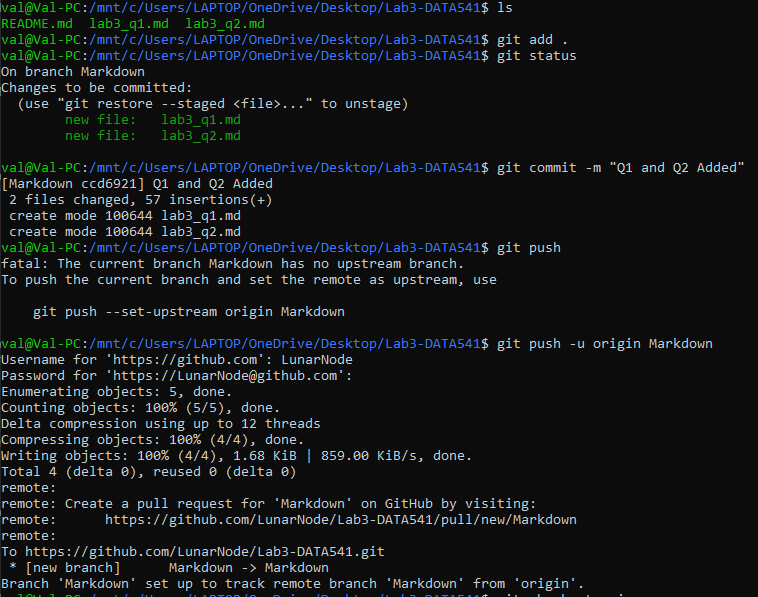 val@Val-PC:/mnt/c/Users/LAPTOP/OneDrive/Desktop/Lab3-DATA541$ ls
README.md  lab3_q1.md  lab3_q2.md
val@Val-PC:/mnt/c/Users/LAPTOP/OneDrive/Desktop/Lab3-DATA541$ git add .
val@Val-PC:/mnt/c/Users/LAPTOP/OneDrive/Desktop/Lab3-DATA541$ git status
On branch Markdown
Changes to be committed:
  (use "git restore --staged <file>..." to unstage)
        new file:   lab3_q1.md
        new file:   lab3_q2.md
val@Val-PC:/mnt/c/Users/LAPTOP/OneDrive/Desktop/Lab3-DATA541$ git commit -m "Q1 and Q2 Added"
[Markdown ccd6921] Q1 and Q2 Added
 2 files changed, 57 insertions(+)
 create mode 100644 lab3_q1.md
 create mode 100644 lab3_q2.md
val@Val-PC:/mnt/c/Users/LAPTOP/OneDrive/Desktop/Lab3-DATA541$ git push
fatal: The current branch Markdown has no upstream branch.
To push the current branch and set the remote as upstream, use
    git push --set-upstream origin Markdown
val@Val-PC:/mnt/c/Users/LAPTOP/OneDrive/Desktop/Lab3-DATA541$ git push -u origin Markdown
Username for 'https://github.com': LunarNode
Password for 'https://LunarNode@github.com':
Enumerating objects: 5, done.
Counting objects: 100% (5/5), done.
Delta compression using up to 12 threads
Compressing objects: 100% (4/4), done.
Writing objects: 100% (4/4), 1.68 KiB | 859.00 KiB/s, done.
Total 4 (delta 0), reused 0 (delta 0)
remote:
remote: Create a pull request for 'Markdown' on GitHub by visiting:
remote:      https://github.com/LunarNode/Lab3-DATA541/pull/new/Markdown
remote:
To https://github.com/LunarNode/Lab3-DATA541.git
 * [new branch]      Markdown -> Markdown
Branch 'Markdown' set up to track remote branch 'Markdown' from 'origin'.